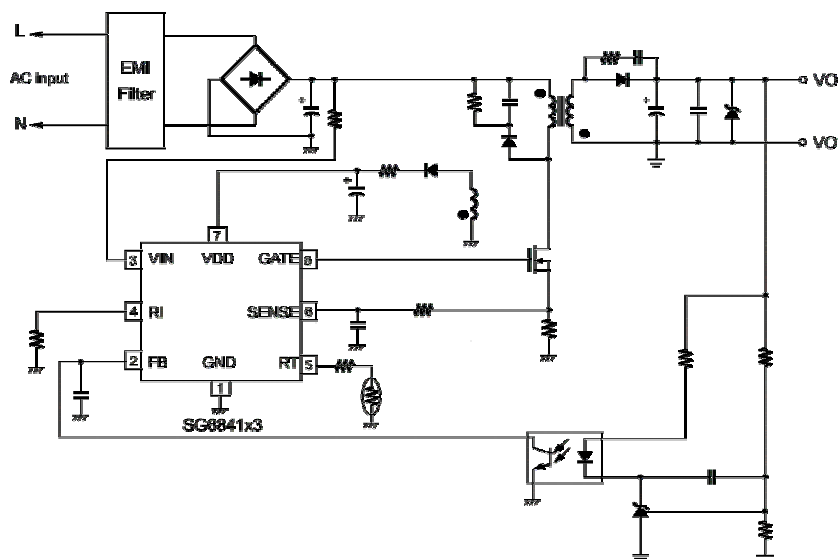 L
EMI
Filter
AC input
N
VO
VO
7
3 VIN VDD GATE 8
4 RI SENSE 6
2 FB GND RT 5
1
SG6841x3
+
+
+